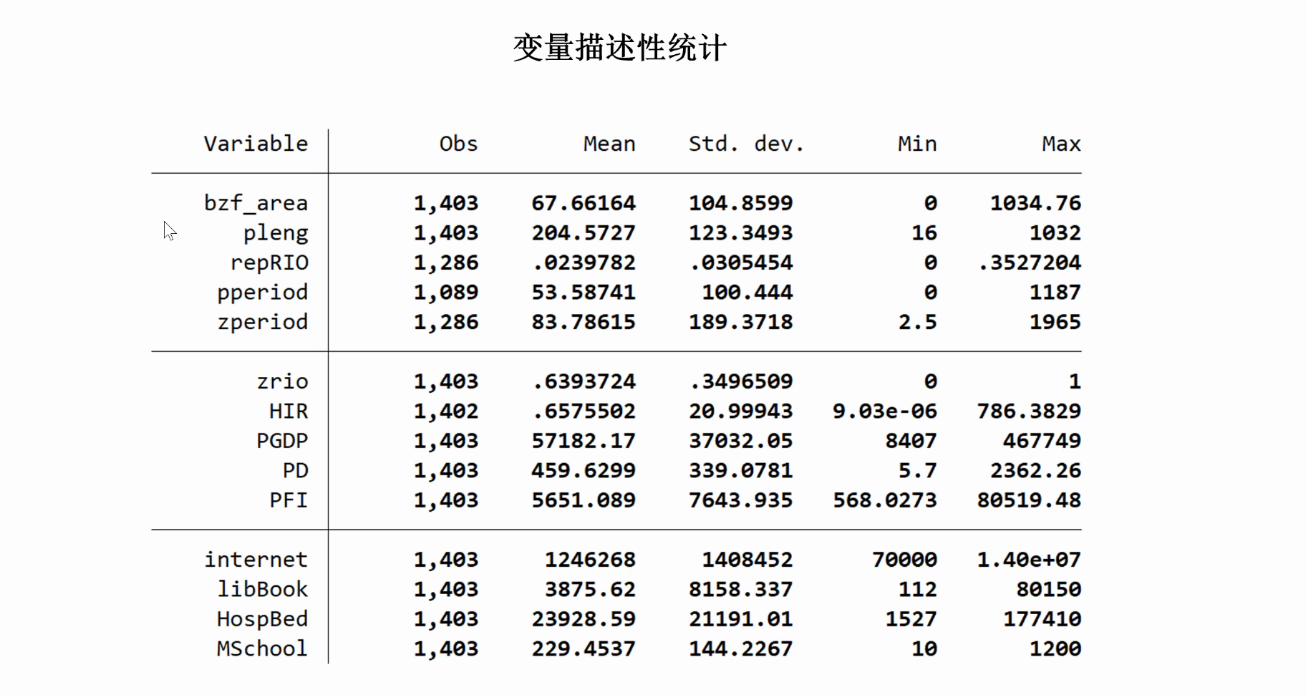 变量描述性统计
Variable Obs Mean Std. dev. Min Max
bzf_area 1,403 67.66164 104.8599 0 1034.76
pleng 1,403 204.5727 123.3493 16 1032
repRIO 1,286 .0239782 .0305454 0 .3527204
pperiod 1,089 53.58741 100.444 0 1187
zperiod 1,286 83.78615 189.3718 2.5 1965
zrio 1,403 .6393724 .3496509 0 1
HIR 1,402 .6575502 20.99943 9.03e-06 786.3829
PGDP 1,403 57182.17 37032.05 8407 467749
PD 1,403 459.6299 339.0781 5.7 2362.26
PFI 1,403 5651.089 7643.935 568.0273 80519.48
internet 1,403 1246268 1408452 70000 1.40e+07
libBook 1,403 3875.62 8158.337 112 80150
HospBed 1,403 23928.59 21191.01 1527 177410
MSchool 1,403 229.4537 144.2267 10 1200